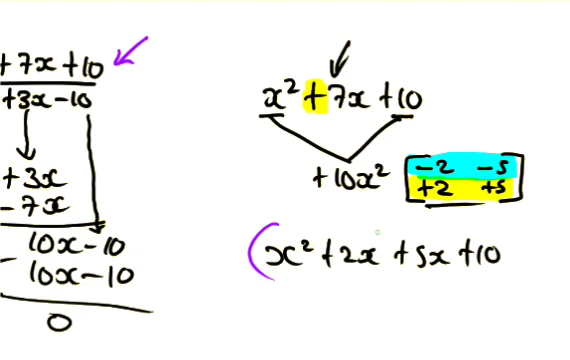 + 7x + 10
+3x - 10
+ 3x
- 7x
10x - 10
- 10x - 10
0
x² + 7x + 10
+10x²
-2 -5
+2 +5
(x² + 2x + 5x + 10